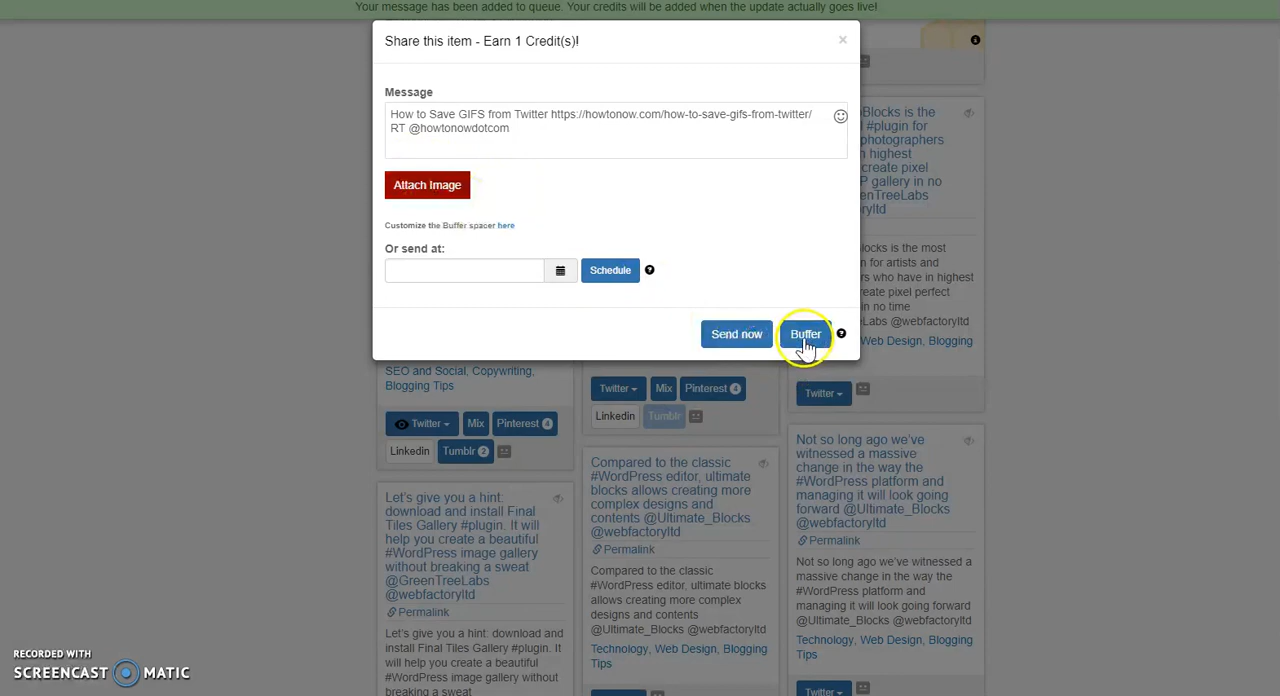 Your message has been added to queue. Your credits will be added when the update actually goes live!
Share this item - Earn 1 Credit(s)!
×
Message
How to Save GIFS from Twitter https://howtonow.com/how-to-save-gifs-from-twitter/
RT @howtonowdotcom
Attach Image
Customize the Buffer spacer here
Or send at:
Schedule
Send now
Buffer
SEO and Social, Copywriting,
Blogging Tips
Twitter
Mix
Pinterest 4
Linkedin
Tumblr 2
Let's give you a hint:
download and install Final
Tiles Gallery #plugin. It will
help you create a beautiful
#WordPress image gallery
without breaking a sweat
@GreenTreeLabs
@webfactoryltd
Permalink
Let's give you a hint: download and
install Final Tiles Gallery #plugin. It
will help you create a beautiful
#WordPress image gallery without
breaking a sweat
Twitter
Mix
Pinterest 4
Linkedin
Tumblr
Compared to the classic
#WordPress editor, ultimate
blocks allows creating more
complex designs and
contents @Ultimate_Blocks
@webfactoryltd
Permalink
Compared to the classic
#WordPress editor, ultimate blocks
allows creating more complex
designs and contents
@Ultimate_Blocks @webfactoryltd
Technology, Web Design, Blogging
Tips
Blocks is the
#plugin for
photographers
highest
create pixel
gallery in no
locks is the most
n for artists and
ers who have in highest
create pixel perfect
in no time
Labs @webfactoryltd
Web Design, Blogging
Twitter
Not so long ago we've
witnessed a massive
change in the way the
#WordPress platform and
managing it will look going
forward @Ultimate_Blocks
@webfactoryltd
Permalink
Not so long ago we've witnessed a
massive change in the way the
#WordPress platform and
managing it will look going forward
@Ultimate_Blocks @webfactoryltd
Technology, Web Design, Blogging
Tips
Twitter
RECORDED WITH
SCREENCAST MATIC